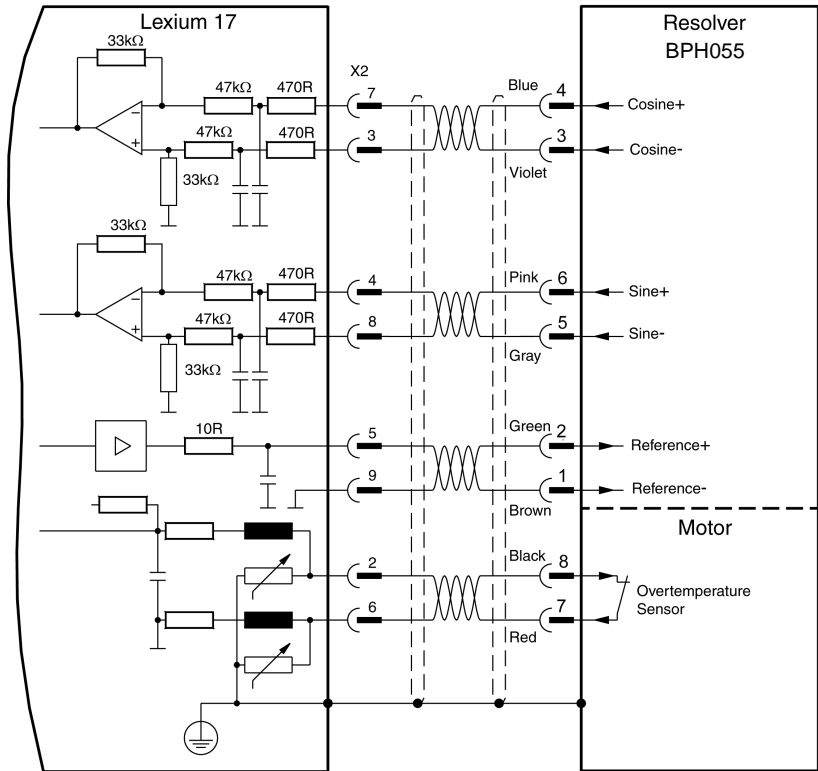 Lexium 17
Resolver
BPH055
33kΩ
47kΩ
470R
X2
7
Blue
4
Cosine+
−
+
47kΩ
470R
3
3
Cosine-
Violet
33kΩ
33kΩ
47kΩ
470R
4
Pink
6
Sine+
−
+
47kΩ
470R
8
5
Sine-
Gray
33kΩ
10R
5
Green
2
Reference+
9
1
Reference-
Brown
Motor
2
Black
8
Overtemperature
Sensor
6
7
Red